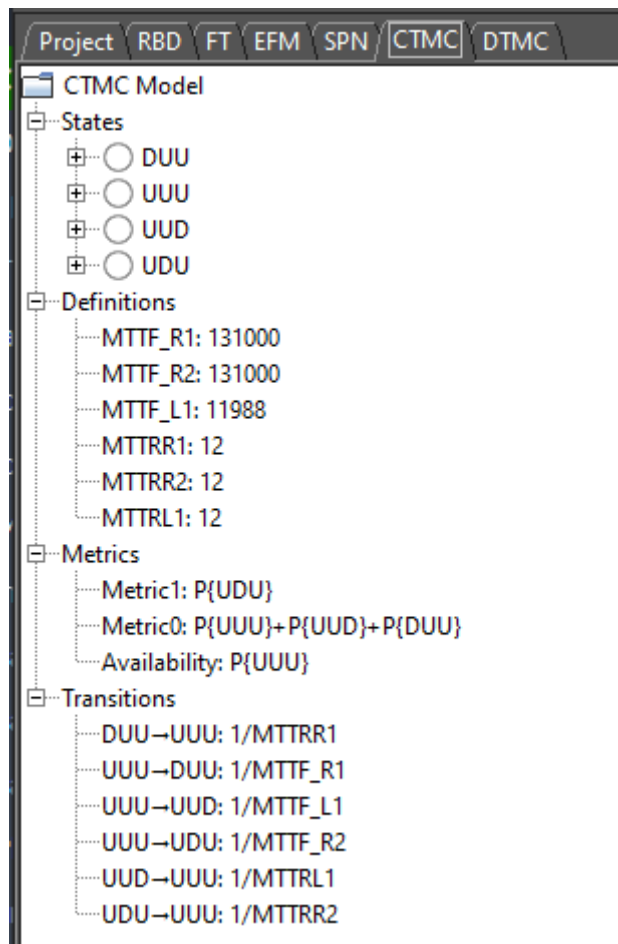 Project RBD FT EFM SPN CTMC DTMC
CTMC Model
States
DUU
UUU
UUD
UDU
Definitions
MTTF_R1: 131000
MTTF_R2: 131000
MTTF_L1: 11988
MTTRR1: 12
MTTRR2: 12
MTTRL1: 12
Metrics
Metric1: P{UDU}
Metric0: P{UUU}+P{UUD}+P{DUU}
Availability: P{UUU}
Transitions
DUU→UUU: 1/MTTRR1
UUU→DUU: 1/MTTF_R1
UUU→UUD: 1/MTTF_L1
UUU→UDU: 1/MTTF_R2
UUD→UUU: 1/MTTRL1
UDU→UUU: 1/MTTRR2